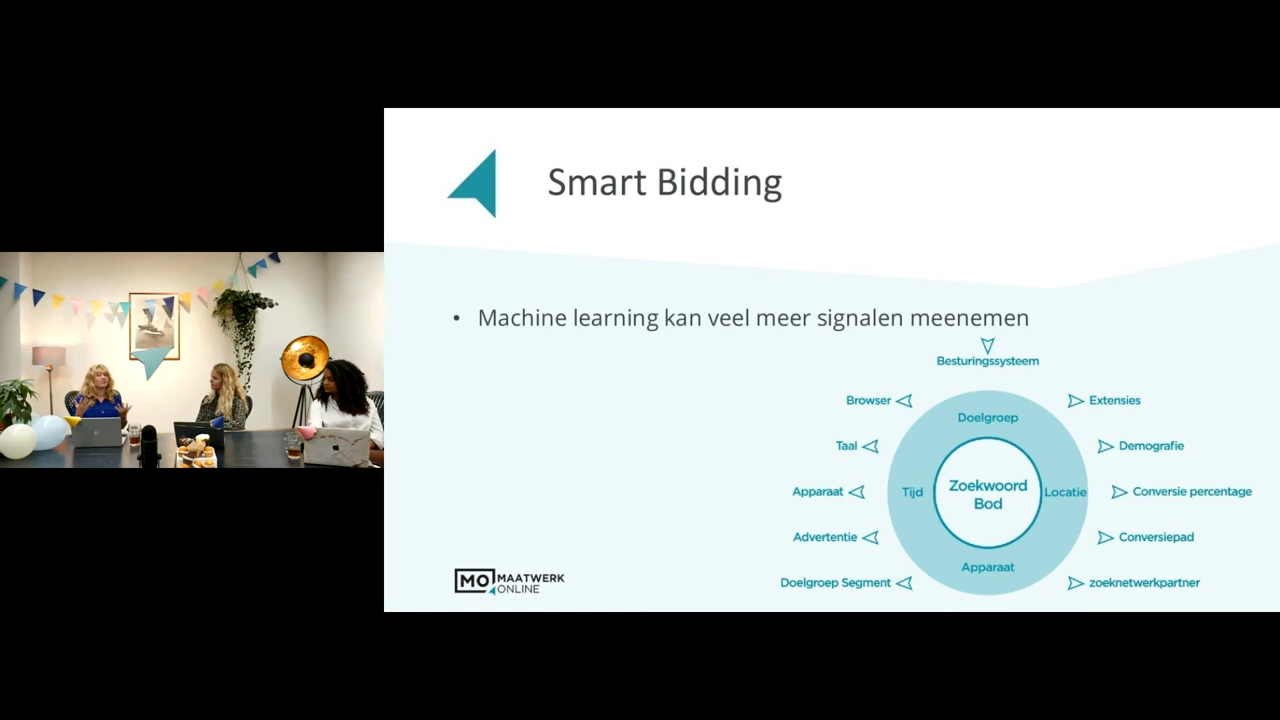 Smart Bidding
• Machine learning kan veel meer signalen meenemen
Besturingssysteem
Browser
Extensies
Doelgroep
Taal
Demografie
Apparaat
Tijd
Zoekwoord
Bod
Locatie
Conversie percentage
Advertentie
Conversiepad
Apparaat
Doelgroep Segment
zoeknetwerkpartner
MO MAATWERK
ONLINE